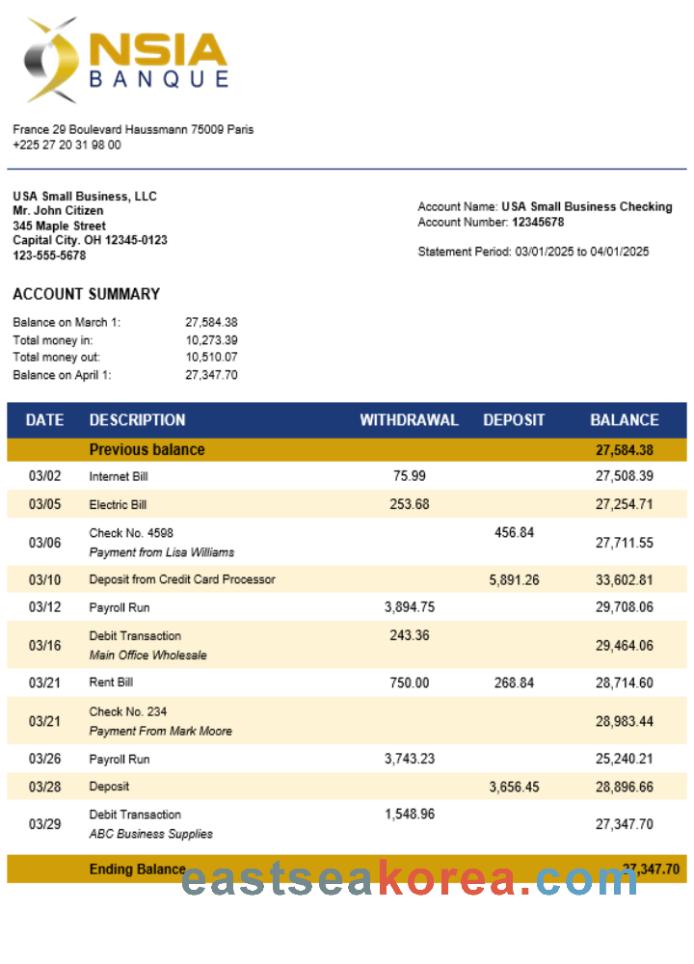 NSIA
BANQUE
France 29 Boulevard Haussmann 75009 Paris
+225 27 20 31 98 00
USA Small Business, LLC
Mr. John Citizen
345 Maple Street
Capital City. OH 12345-0123
123-555-5678
Account Name: USA Small Business Checking
Account Number: 12345678
Statement Period: 03/01/2025 to 04/01/2025
ACCOUNT SUMMARY
Balance on March 1: 27,584.38
Total money in: 10,273.39
Total money out: 10,510.07
Balance on April 1: 27,347.70
DATE DESCRIPTION WITHDRAWAL DEPOSIT BALANCE
Previous balance 27,584.38
03/02 Internet Bill 75.99 27,508.39
03/05 Electric Bill 253.68 27,254.71
03/06 Check No. 4598 456.84 27,711.55
Payment from Lisa Williams
03/10 Deposit from Credit Card Processor 5,891.26 33,602.81
03/12 Payroll Run 3,894.75 29,708.06
03/16 Debit Transaction 243.36 29,464.06
Main Office Wholesale
03/21 Rent Bill 750.00 268.84 28,714.60
03/21 Check No. 234 28,983.44
Payment From Mark Moore
03/26 Payroll Run 3,743.23 25,240.21
03/28 Deposit 3,656.45 28,896.66
03/29 Debit Transaction 1,548.96 27,347.70
ABC Business Supplies
Ending Balance 27,347.70
eastseakorea.com